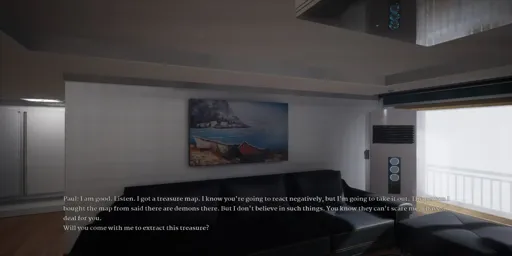 Paul: I am good. Listen. I got a treasure map. I know you're going to react negatively, but I'm going to take it out.
bought the map from said there are demons there. But I don't believe in such things. You know they can't scare me.
deal for you.
Will you come with me to extract this treasure?